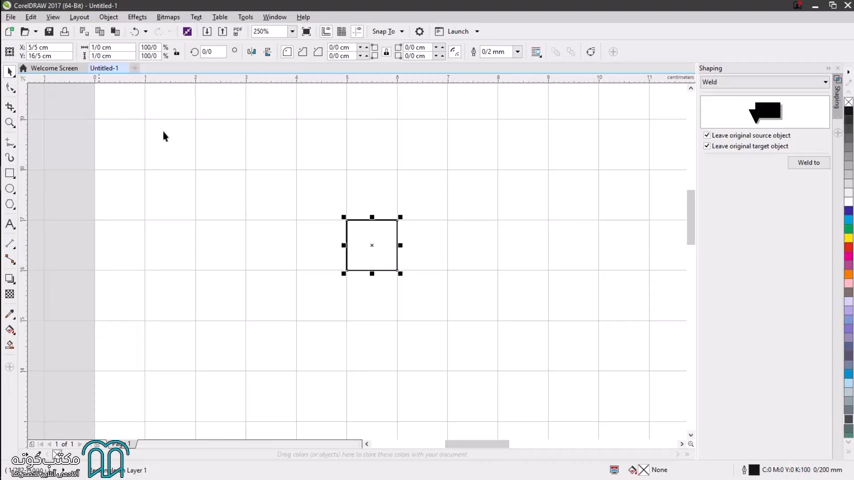 CorelDRAW 2017 (64-Bit) - Untitled-1
File Edit View Layout Object Effects Bitmaps Text Table Tools Window Help
250% Snap To Launch
X: 5/5 cm 1/0 cm 100/0 % 0/0 0/0 cm 0/0 cm 0/2 mm
Y: 16/5 cm 1/0 cm 100/0 % 0/0 cm 0/0 cm
Welcome Screen Untitled-1
centimeters
Shaping
Weld
Leave original source object
Leave original target object
Weld to
Shaping
1 of 1
Drag colors (or objects) here to store these colors with your document
مکتب‌خونه
Layer 1
None
C:0 M:0 Y:0 K:100 0/200 mm